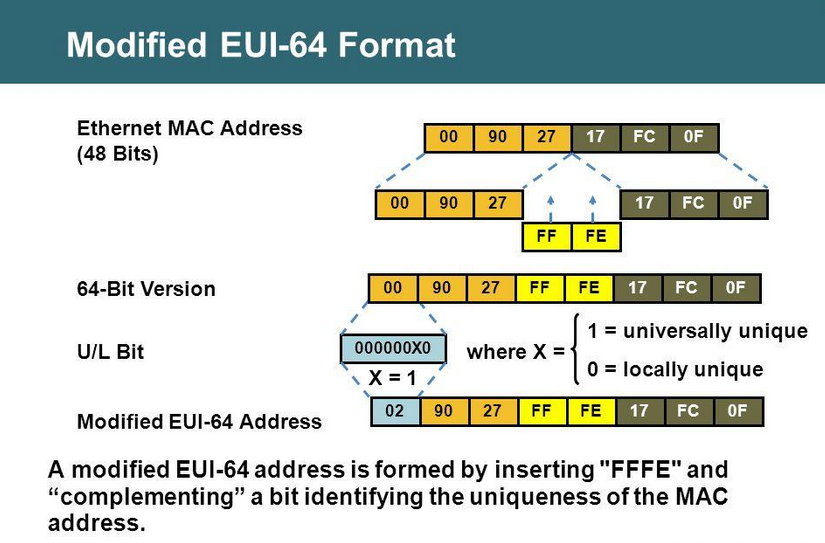 Modified EUI-64 Format
Ethernet MAC Address
(48 Bits)
00 90 27 17 FC 0F
00 90 27 17 FC 0F
FF FE
64-Bit Version
00 90 27 FF FE 17 FC 0F
U/L Bit
000000X0
where X =
1 = universally unique
0 = locally unique
X = 1
Modified EUI-64 Address
02 90 27 FF FE 17 FC 0F
A modified EUI-64 address is formed by inserting "FFFE" and
“complementing” a bit identifying the uniqueness of the MAC
address.